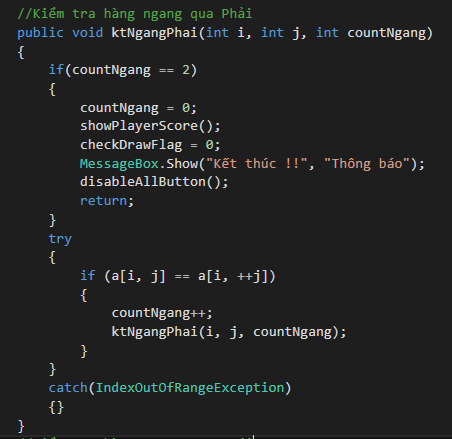 //Kiểm tra hàng ngang qua Phải
public void ktNgangPhai(int i, int j, int countNgang)
{
if(countNgang == 2)
{
countNgang = 0;
showPlayerScore();
checkDrawFlag = 0;
MessageBox.Show("Kết thúc !!", "Thông báo");
disableAllButton();
return;
}
try
{
if (a[i, j] == a[i, ++j])
{
countNgang++;
ktNgangPhai(i, j, countNgang);
}
}
catch(IndexOutOfRangeException)
{}
}